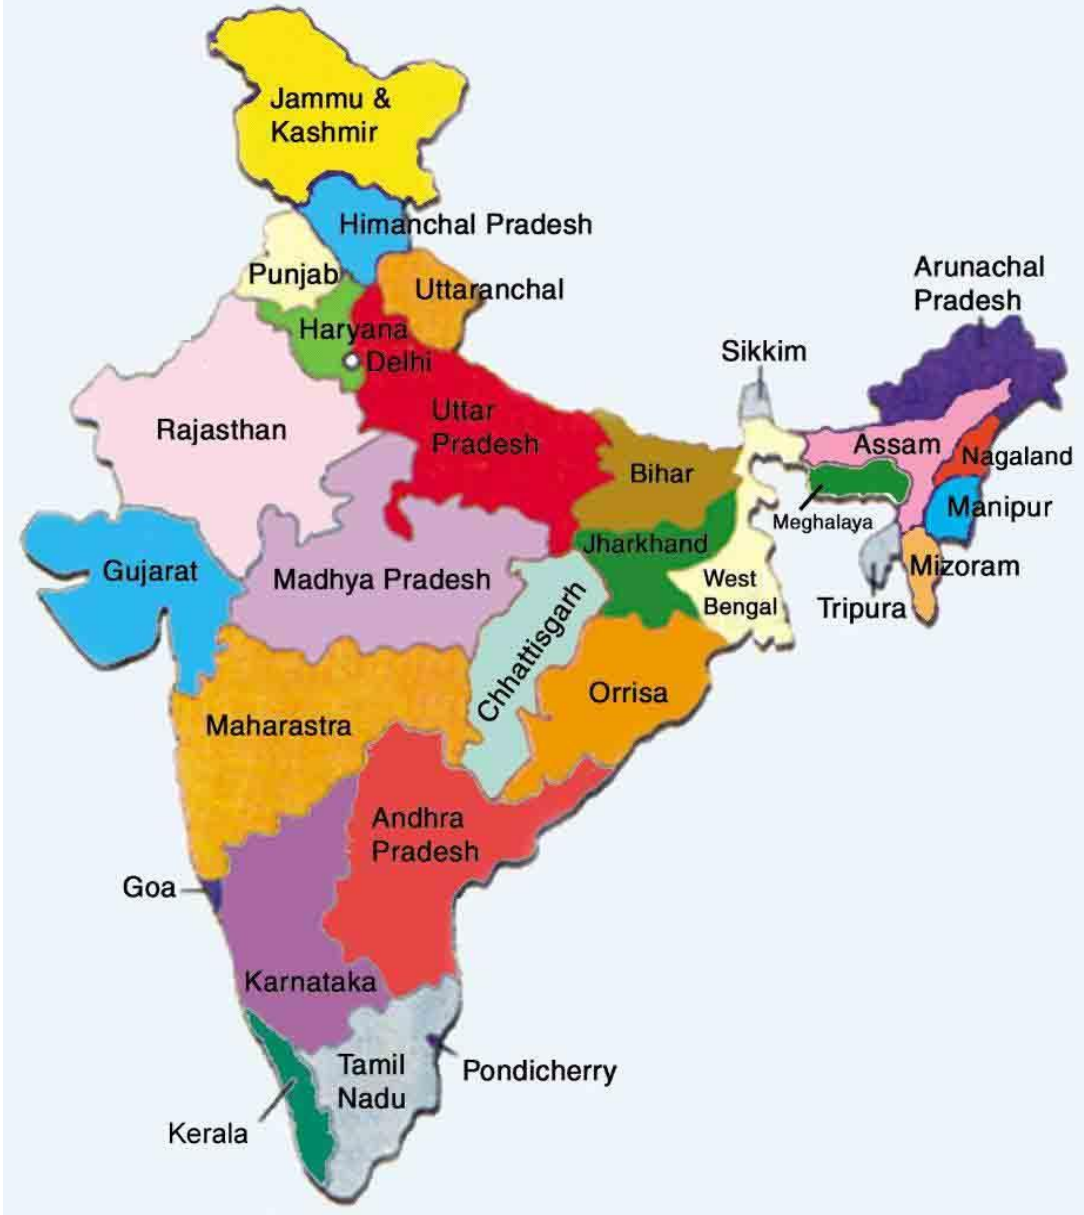 Jammu &
Kashmir
Himanchal Pradesh
Punjab
Uttaranchal
Arunachal
Pradesh
Haryana
Delhi
Sikkim
Rajasthan
Uttar
Pradesh
Assam
Nagaland
Bihar
Manipur
Meghalaya
Jharkhand
Gujarat
Madhya Pradesh
West
Bengal
Mizoram
Tripura
Chhattisgarh
Orrisa
Maharastra
Andhra
Pradesh
Goa
Karnataka
Tamil
Nadu
Pondicherry
Kerala